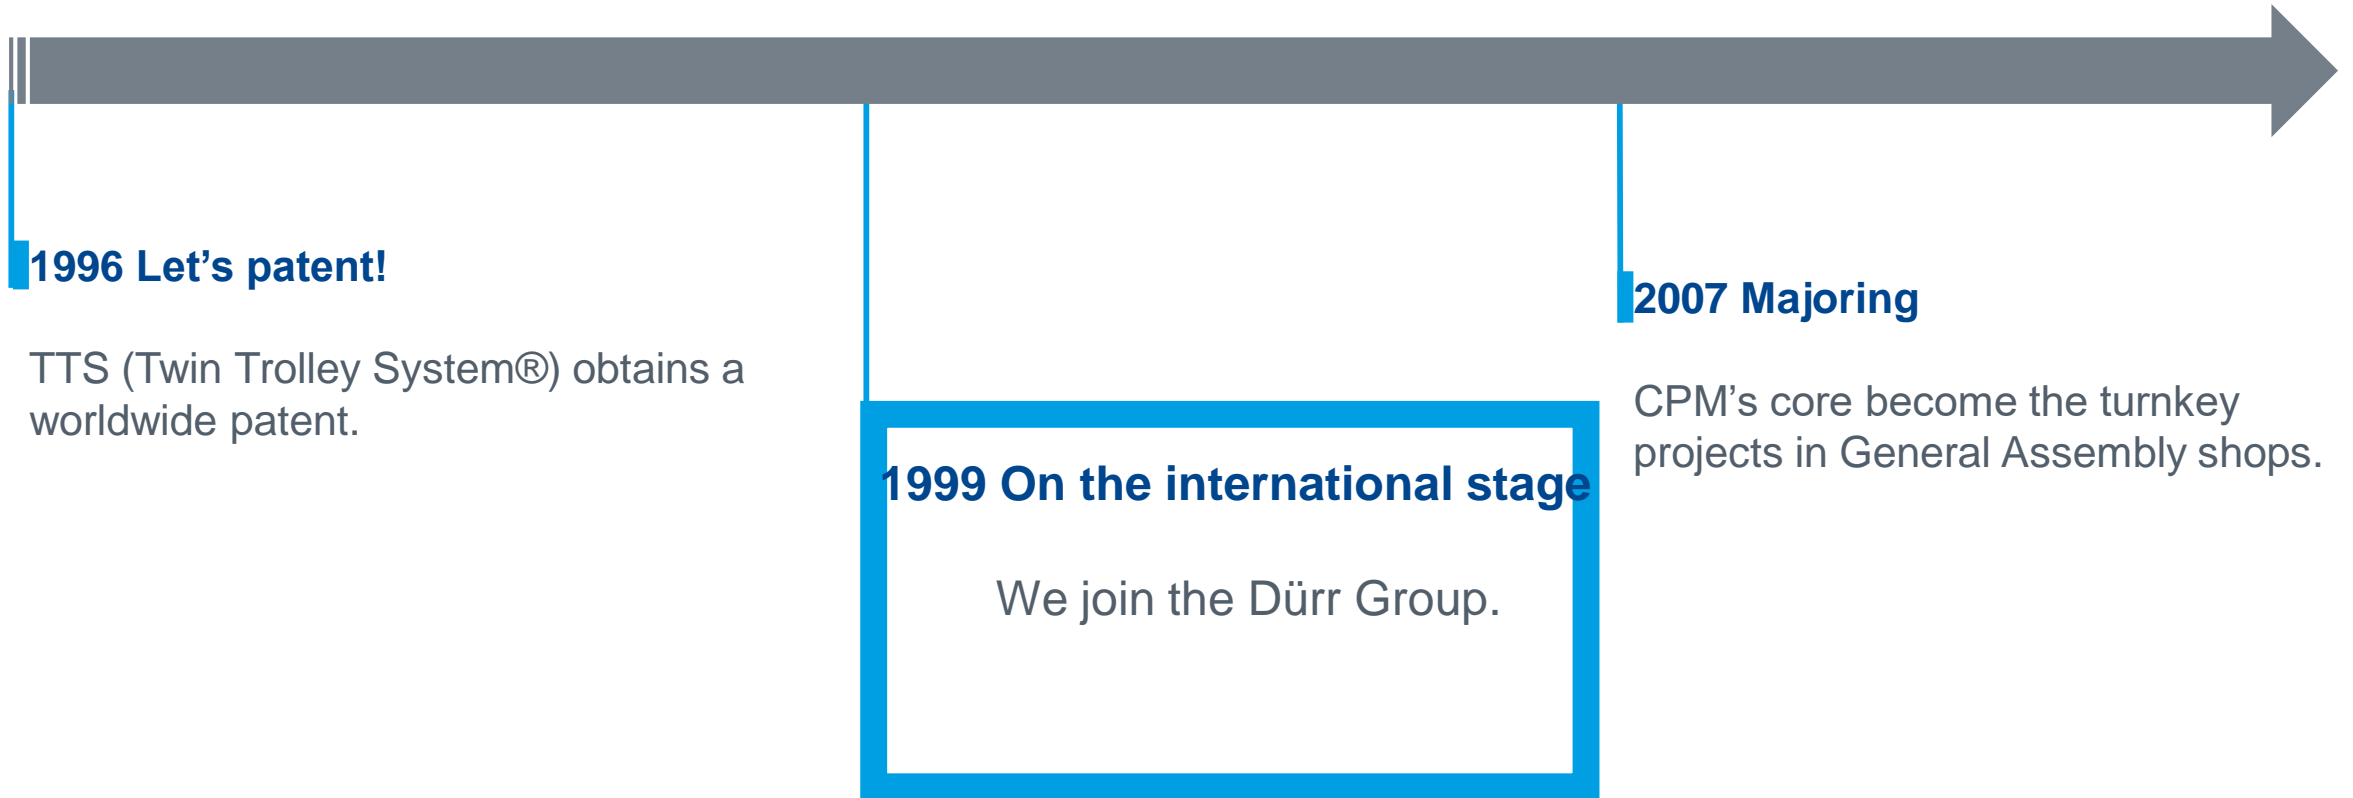 1996 Let’s patent!
TTS (Twin Trolley System®) obtains a
worldwide patent.
1999 On the international stage
We join the Dürr Group.
2007 Majoring
CPM’s core become the turnkey
projects in General Assembly shops.